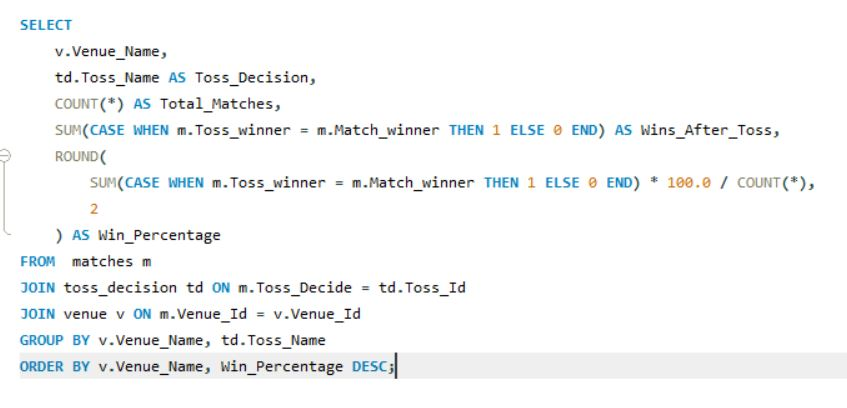 SELECT
v.Venue_Name,
td.Toss_Name AS Toss_Decision,
COUNT(*) AS Total_Matches,
SUM(CASE WHEN m.Toss_winner = m.Match_winner THEN 1 ELSE 0 END) AS Wins_After_Toss,
ROUND(
SUM(CASE WHEN m.Toss_winner = m.Match_winner THEN 1 ELSE 0 END) * 100.0 / COUNT(*),
2
) AS Win_Percentage
FROM  matches m
JOIN toss_decision td ON m.Toss_Decide = td.Toss_Id
JOIN venue v ON m.Venue_Id = v.Venue_Id
GROUP BY v.Venue_Name, td.Toss_Name
ORDER BY v.Venue_Name, Win_Percentage DESC;